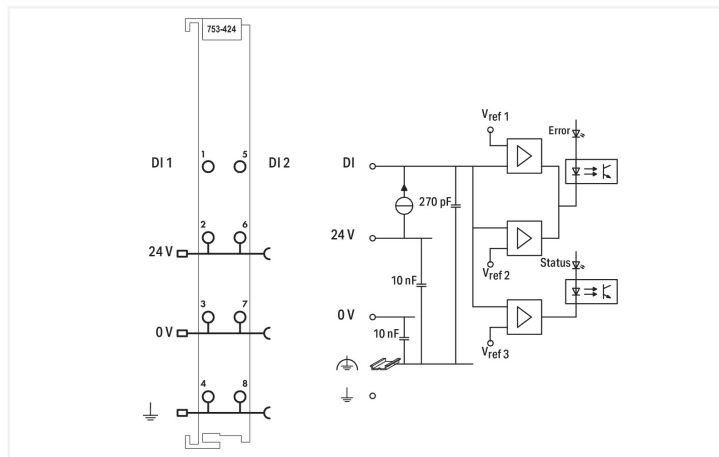 753-424
1
5
DI 1
DI 2
2
6
24 V
3
7
0 V
4
8
V ref 1
Error
DI
270 pF
24 V
10 nF
V ref 2
Status
0 V
10 nF
V ref 3